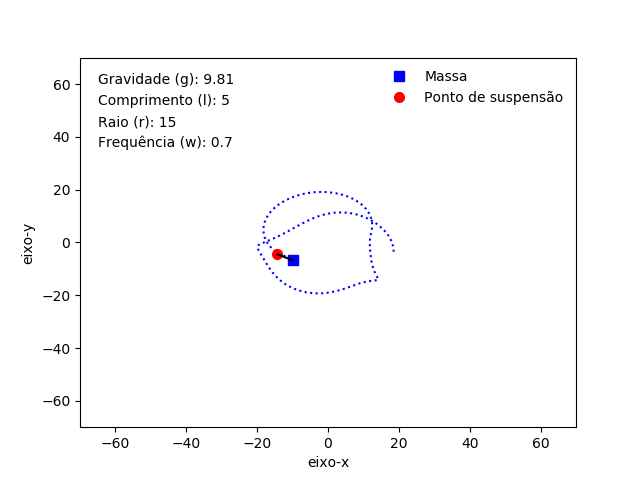 Gravidade (g): 9.81
Comprimento (l): 5
Raio (r): 15
Frequência (w): 0.7
Massa
Ponto de suspensão
60
40
20
0
−20
−40
−60
eixo-y
−60
−40
−20
0
20
40
60
eixo-x